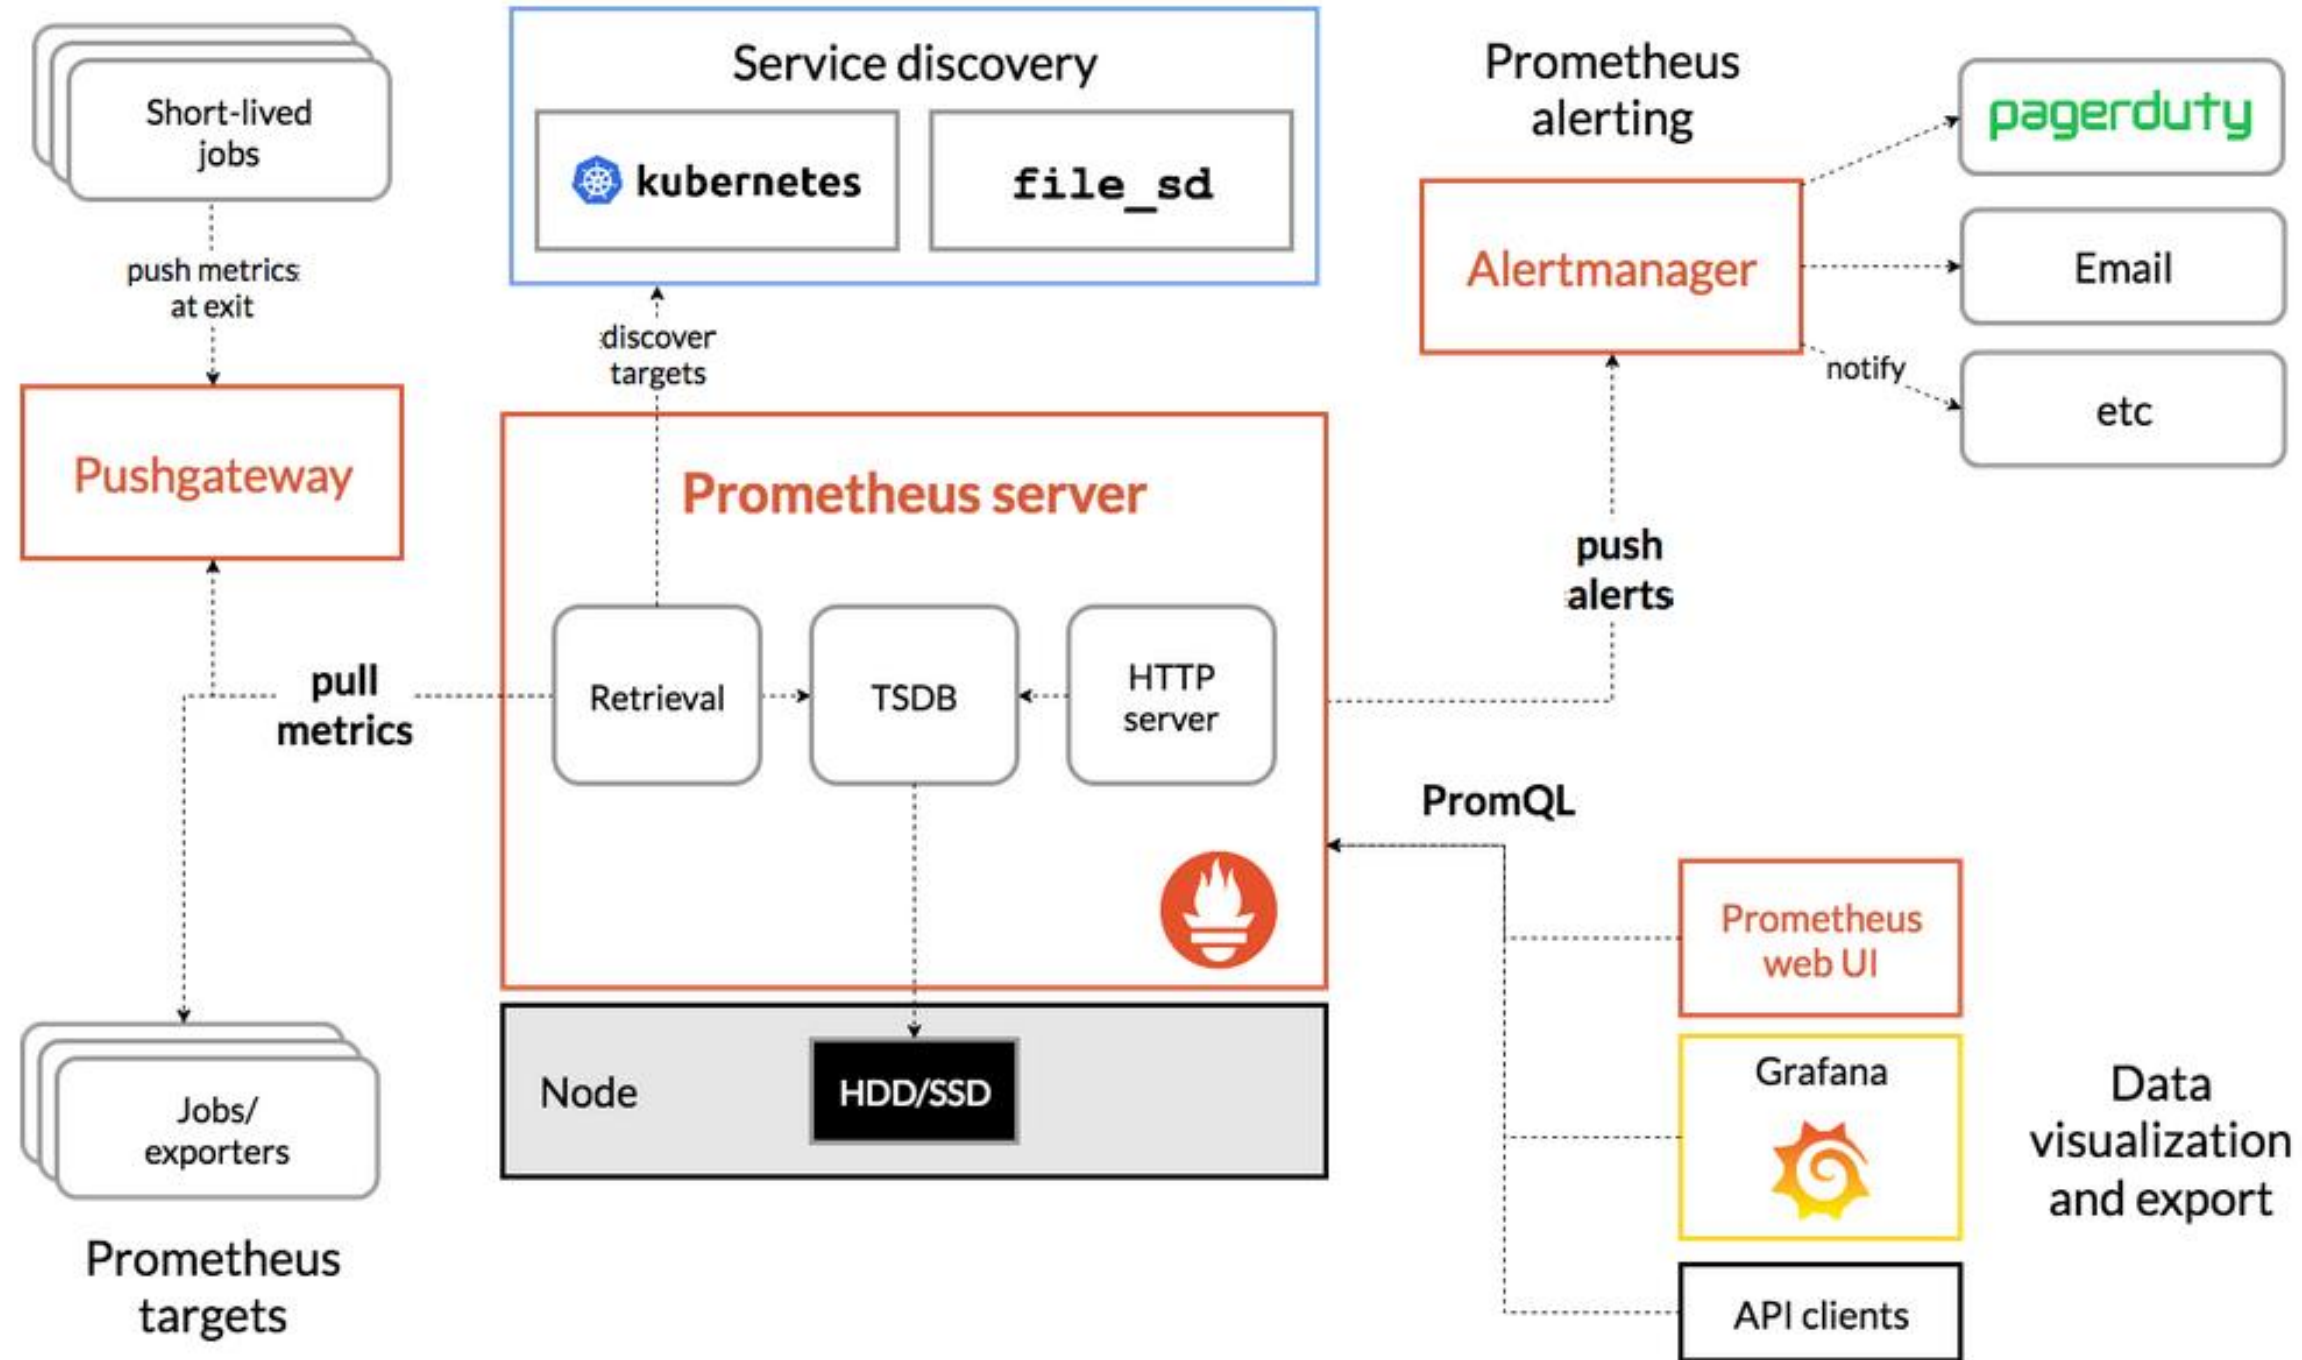 Short-lived
jobs
push metrics
at exit
Pushgateway
pull
metrics
Jobs/
exporters
Prometheus
targets
Service discovery
kubernetes
file_sd
discover
targets
Prometheus server
Retrieval
TSDB
HTTP
server
Node
HDD/SSD
Prometheus
alerting
Alertmanager
pagerduty
Email
notify
etc
push
alerts
PromQL
Prometheus
web UI
Grafana
API clients
Data
visualization
and export